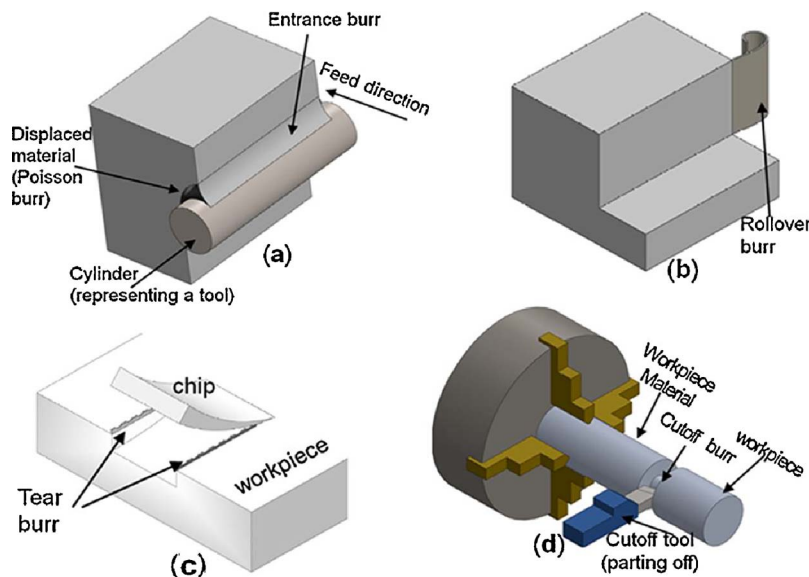 Entrance burr
Feed direction
Displaced
material
(Poisson
burr)
Cylinder
(representing a tool)
(a)
Rollover
burr
(b)
chip
workpiece
Tear
burr
(c)
Workpiece
Material
Cutoff burr
workpiece
Cutoff tool
(parting off)
(d)